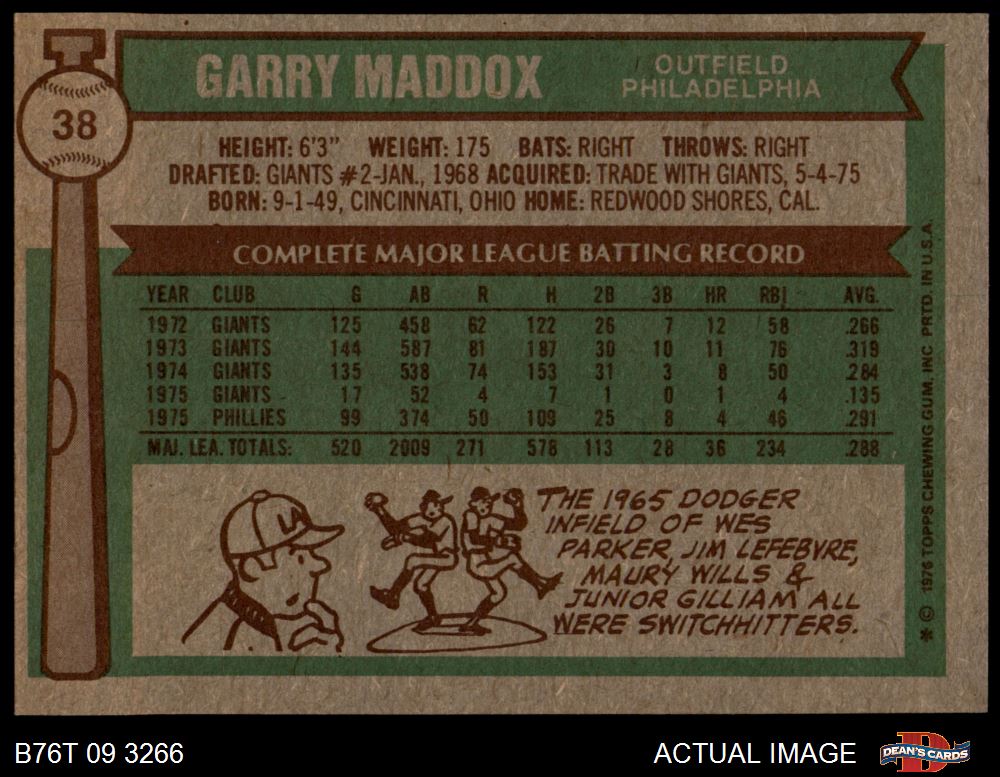 38
GARRY MADDOX
OUTFIELD
PHILADELPHIA
HEIGHT: 6'3" WEIGHT: 175 BATS: RIGHT THROWS: RIGHT
DRAFTED: GIANTS #2-JAN., 1968 ACQUIRED: TRADE WITH GIANTS, 5-4-75
BORN: 9-1-49, CINCINNATI, OHIO HOME: REDWOOD SHORES, CAL.
COMPLETE MAJOR LEAGUE BATTING RECORD
YEAR CLUB G AB R H 2B 3B HR RBI AVG.
1972 GIANTS 125 458 62 122 26 7 12 58 .266
1973 GIANTS 144 587 81 187 30 10 11 76 .319
1974 GIANTS 135 538 74 153 31 3 8 50 .284
1975 GIANTS 17 52 4 7 1 0 1 4 .135
1975 PHILLIES 99 374 50 109 25 8 4 46 .291
MAJ. LEA. TOTALS: 520 2009 271 578 113 28 36 234 .288
LA
THE 1965 DODGER
INFIELD OF WES
PARKER, JIM LEFEBVRE,
MAURY WILLS &
JUNIOR GILLIAM ALL
WERE SWITCHHITTERS.
* © 1976 TOPPS CHEWING GUM, INC. PRTD. IN U.S.A.
B76T 09 3266
ACTUAL IMAGE
D
DEAN'S CARDS